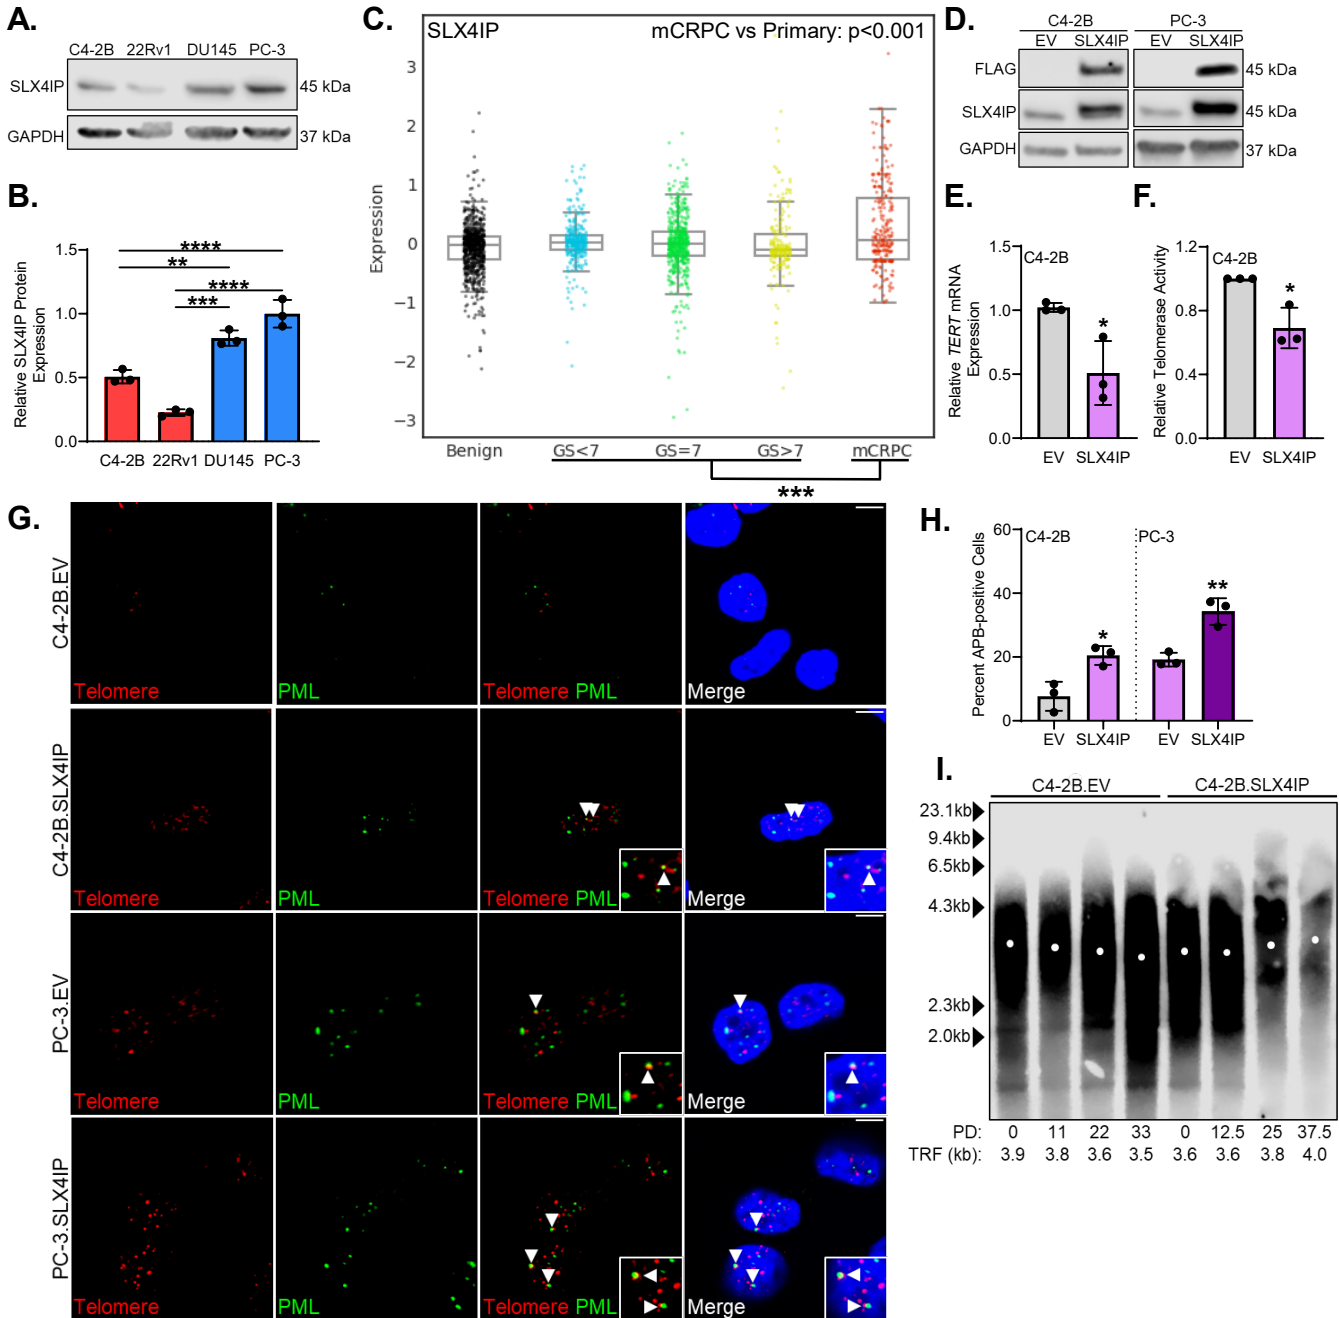 A.
C4-2B 22Rv1 DU145 PC-3
SLX4IP
45 kDa
GAPDH
37 kDa
B.
Relative SLX4IP Protein
Expression
1.5
1.0
0.5
0.0
****
**
****
***
C4-2B 22Rv1 DU145 PC-3
C.
SLX4IP
mCRPC vs Primary: p<0.001
Expression
3
2
1
0
−1
−2
−3
Benign GS<7 GS=7 GS>7 mCRPC
***
D.
C4-2B PC-3
EV SLX4IP EV SLX4IP
FLAG
45 kDa
SLX4IP
45 kDa
GAPDH
37 kDa
E.
Relative TERT mRNA
Expression
1.5
1.0
0.5
0.0
C4-2B
*
EV SLX4IP
F.
Relative Telomerase Activity
1.2
0.8
0.4
0.0
C4-2B
*
EV SLX4IP
G.
C4-2B.EV
Telomere PML Telomere PML Merge
C4-2B.SLX4IP
Telomere PML Telomere PML Merge
PC-3.EV
Telomere PML Telomere PML Merge
PC-3.SLX4IP
Telomere PML Telomere PML Merge
H.
Percent APB-positive Cells
60
40
20
0
C4-2B PC-3
*
**
EV SLX4IP EV SLX4IP
I.
C4-2B.EV C4-2B.SLX4IP
23.1kb
9.4kb
6.5kb
4.3kb
2.3kb
2.0kb
PD: 0 11 22 33 0 12.5 25 37.5
TRF (kb): 3.9 3.8 3.6 3.5 3.6 3.6 3.8 4.0